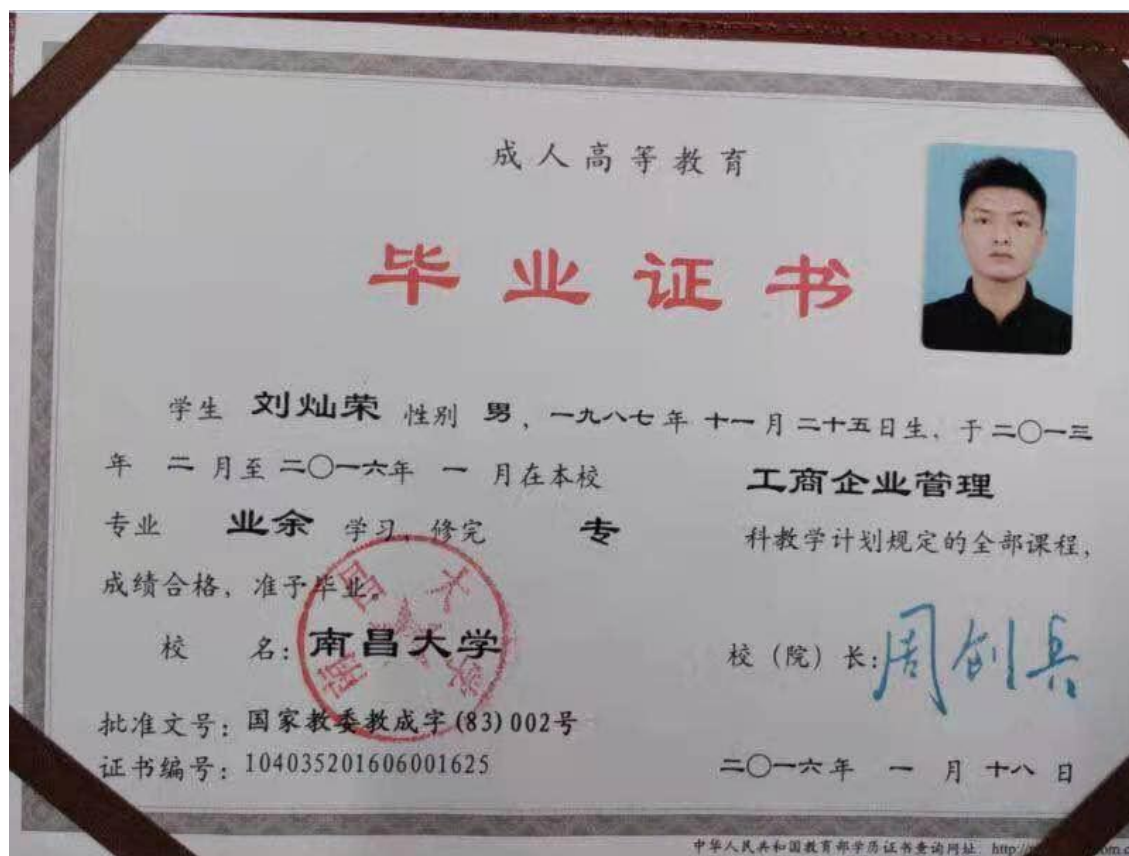 成人高等教育
毕业证书
学生 刘灿荣 性别 男，一九八七年 十一月二十五日生、于二〇一三
年 二月至二〇一六年 一 月在本校 工商企业管理
专业 业余 学习、修完 专 科教学计划规定的全部课程，
成绩合格、准予毕业。
南昌大学
校 名：南昌大学 校（院）长：周创兵
批准文号：国家教委教成字(83)002号
证书编号：104035201606001625 二〇一六年 一 月十八日
中华人民共和国教育部学历证书查询网址：http://